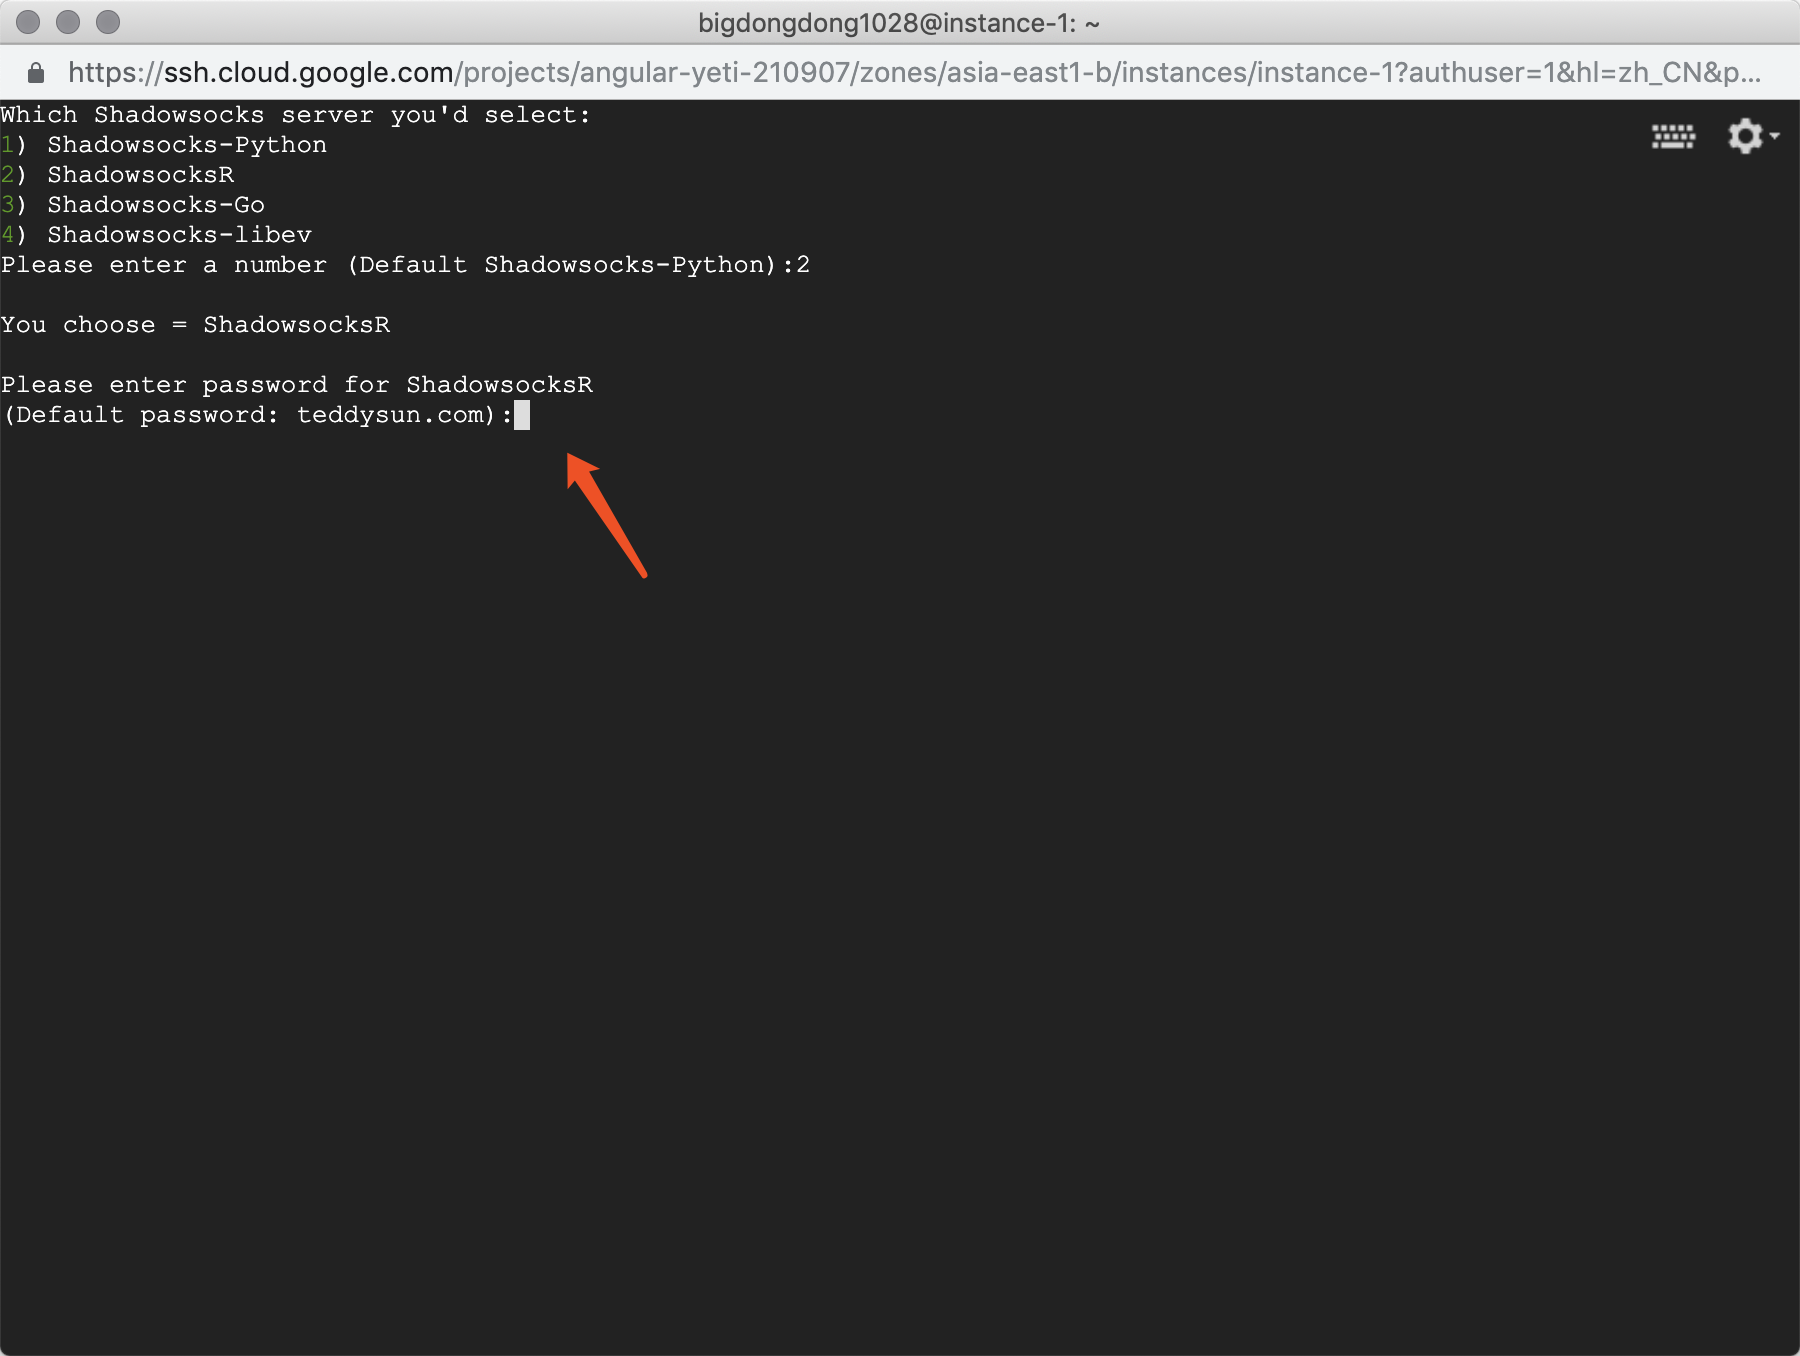 bigdongdong1028@instance-1: ~
https://ssh.cloud.google.com/projects/angular-yeti-210907/zones/asia-east1-b/instances/instance-1?authuser=1&hl=zh_CN&p...
Which Shadowsocks server you'd select:
1) Shadowsocks-Python
2) ShadowsocksR
3) Shadowsocks-Go
4) Shadowsocks-libev
Please enter a number (Default Shadowsocks-Python):2
You choose = ShadowsocksR
Please enter password for ShadowsocksR
(Default password: teddysun.com):